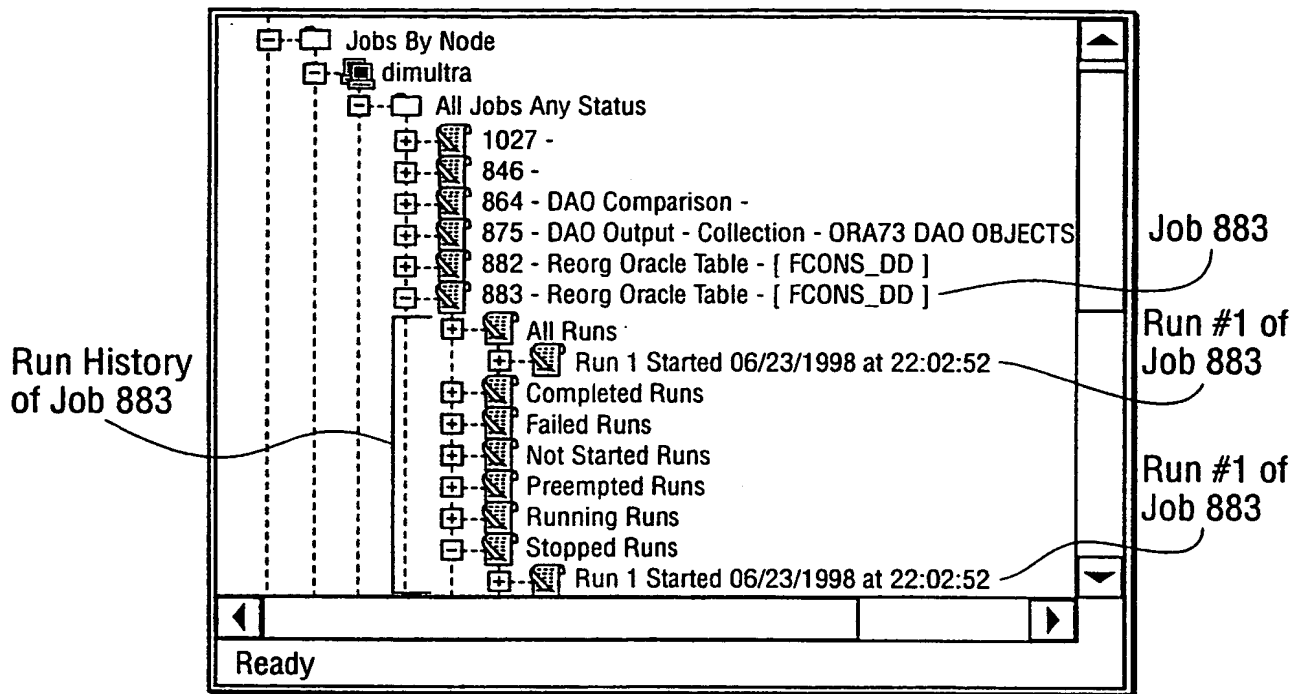 Jobs By Node
dimultra
All Jobs Any Status
1027 -
846 -
864 - DAO Comparison -
875 - DAO Output - Collection - ORA73 DAO OBJECTS
882 - Reorg Oracle Table - [ FCONS_DD ]
883 - Reorg Oracle Table - [ FCONS_DD ]
All Runs
Run 1 Started 06/23/1998 at 22:02:52
Completed Runs
Failed Runs
Not Started Runs
Preempted Runs
Running Runs
Stopped Runs
Run 1 Started 06/23/1998 at 22:02:52
Ready
Run History
of Job 883
Job 883
Run #1 of
Job 883
Run #1 of
Job 883